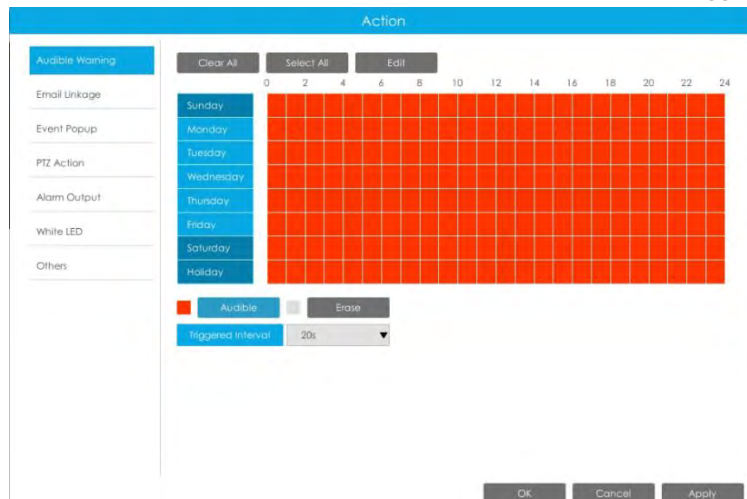 Action
Audible Warning
Email Linkage
Event Popup
PTZ Action
Alarm Output
White LED
Others
Clear All Select All Edit
0 2 4 6 8 10 12 14 16 18 20 22 24
Sunday
Monday
Tuesday
Wednesday
Thursday
Friday
Saturday
Holiday
Audible Erase
Triggered Interval 20s
OK Cancel Apply